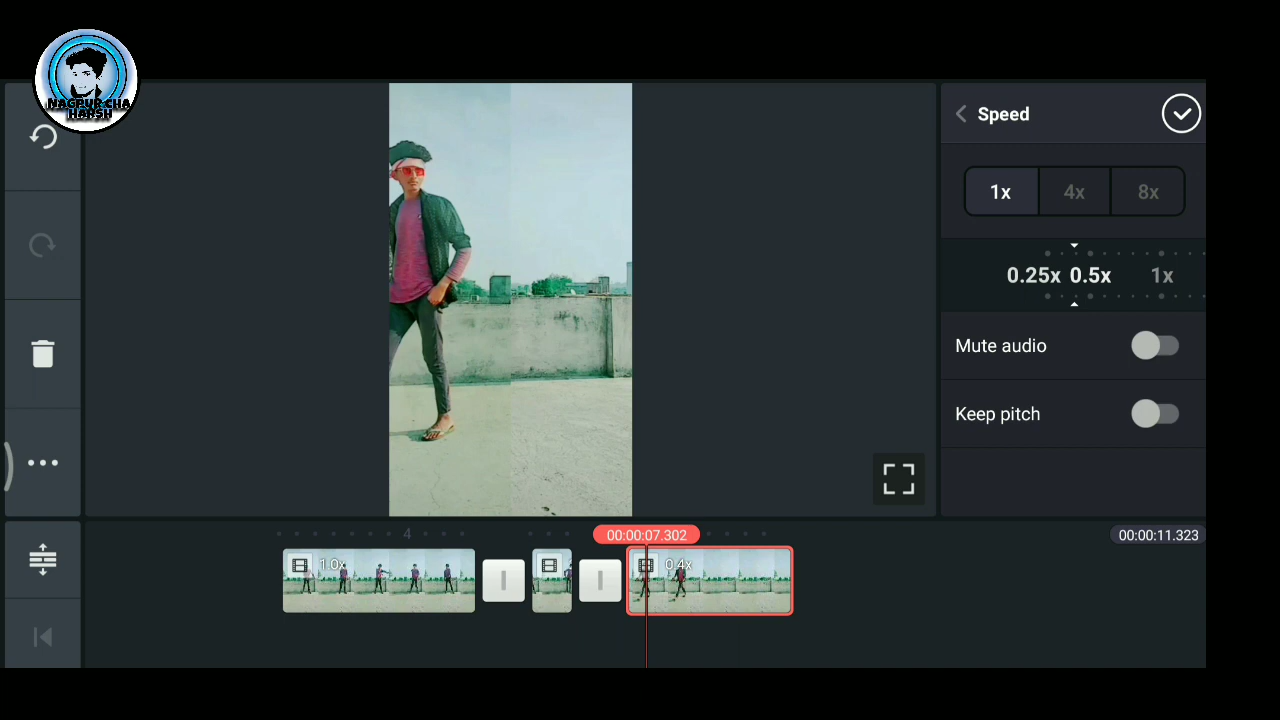 NAGPUR CHA
HARSH
Speed
1x 4x 8x
0.25x 0.5x 1x
Mute audio
Keep pitch
4
00:00:07.302
00:00:11.323
1.0x
0.4x